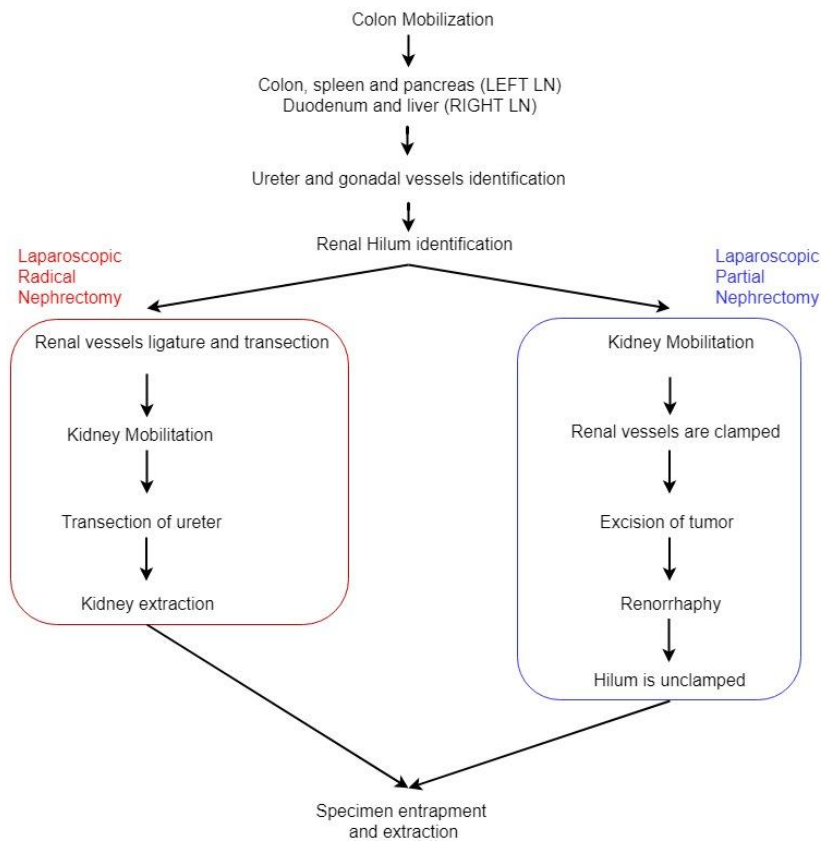 Colon Mobilization
Colon, spleen and pancreas (LEFT LN)
Duodenum and liver (RIGHT LN)
Ureter and gonadal vessels identification
Renal Hilum identification
Laparoscopic
Radical
Nephrectomy
Renal vessels ligature and transection
Kidney Mobilitation
Transection of ureter
Kidney extraction
Laparoscopic
Partial
Nephrectomy
Kidney Mobilitation
Renal vessels are clamped
Excision of tumor
Renorrhaphy
Hilum is unclamped
Specimen entrapment
and extraction